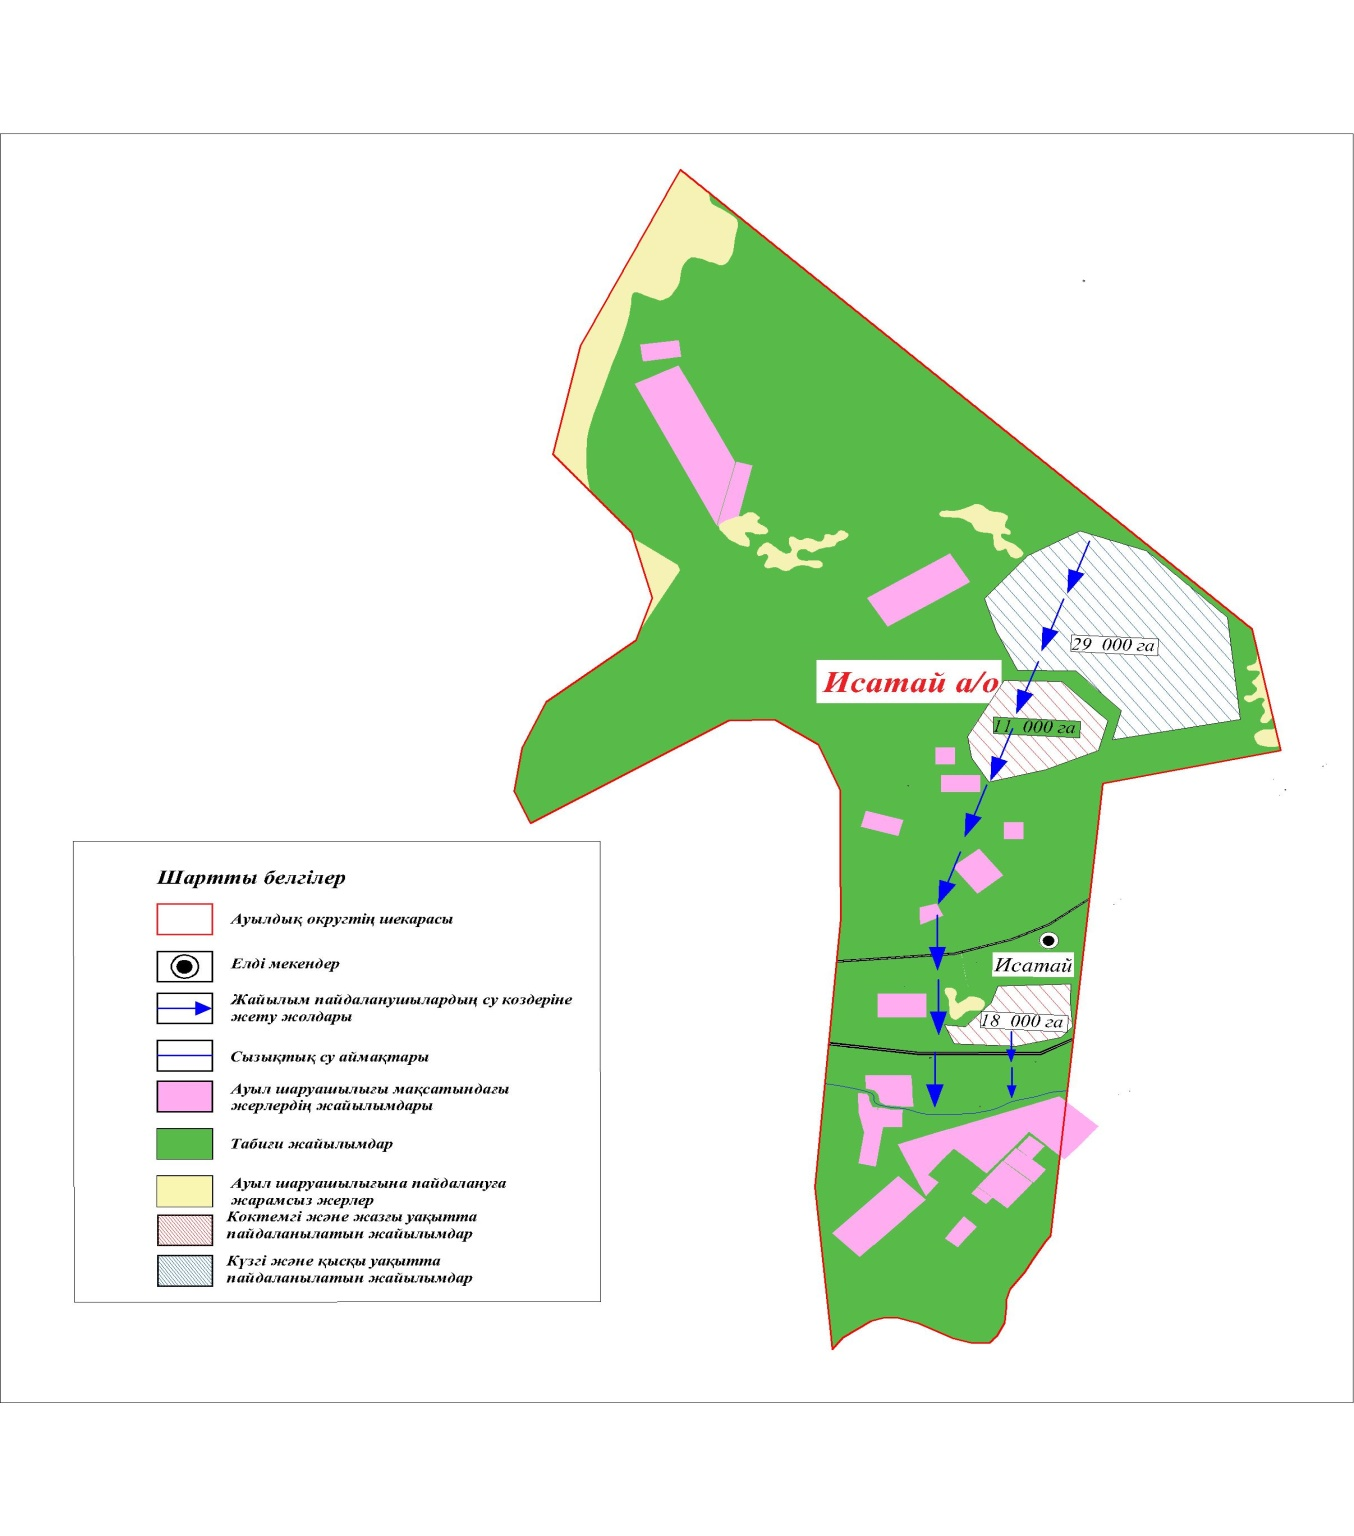 29 000 га
Исатай а/о
11 000 га
Исатай
18 000 га
Шартты белгілер
Ауылдық округтің шекарасы
Елді мекендер
Жайылым пайдаланушылардың су көздеріне
жету жолдары
Сызықтық су аймақтары
Ауыл шаруашылығы мақсатындағы
жерлердің жайылымдары
Табиғи жайылымдар
Ауыл шаруашылығына пайдалануға
жарамсыз жерлер
Көктемгі және жазғы уақытта
пайдаланылатын жайылымдар
Күзгі және қысқы уақытта
пайдаланылатын жайылымдар